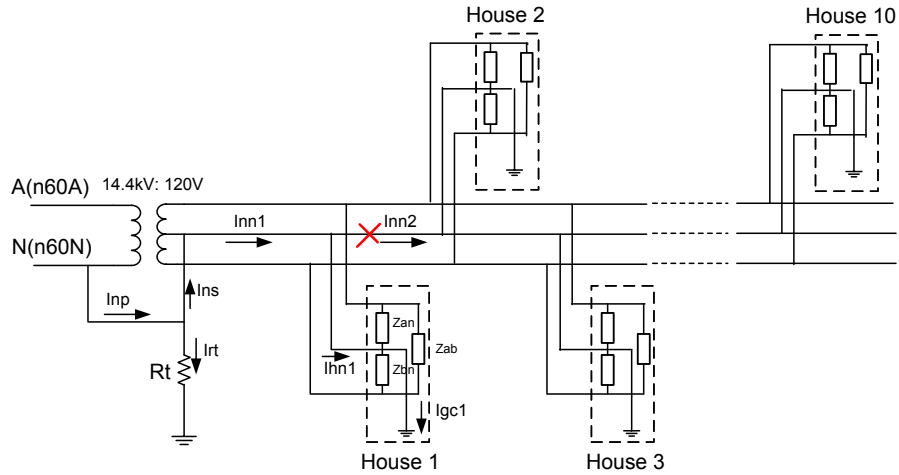 House 2
House 10
A(n60A)
14.4kV: 120V
N(n60N)
Inn1
Inn2
Inp
Ins
Irt
Rt
Ihn1
Zan
Zab
Zbn
Igc1
House 1
House 3